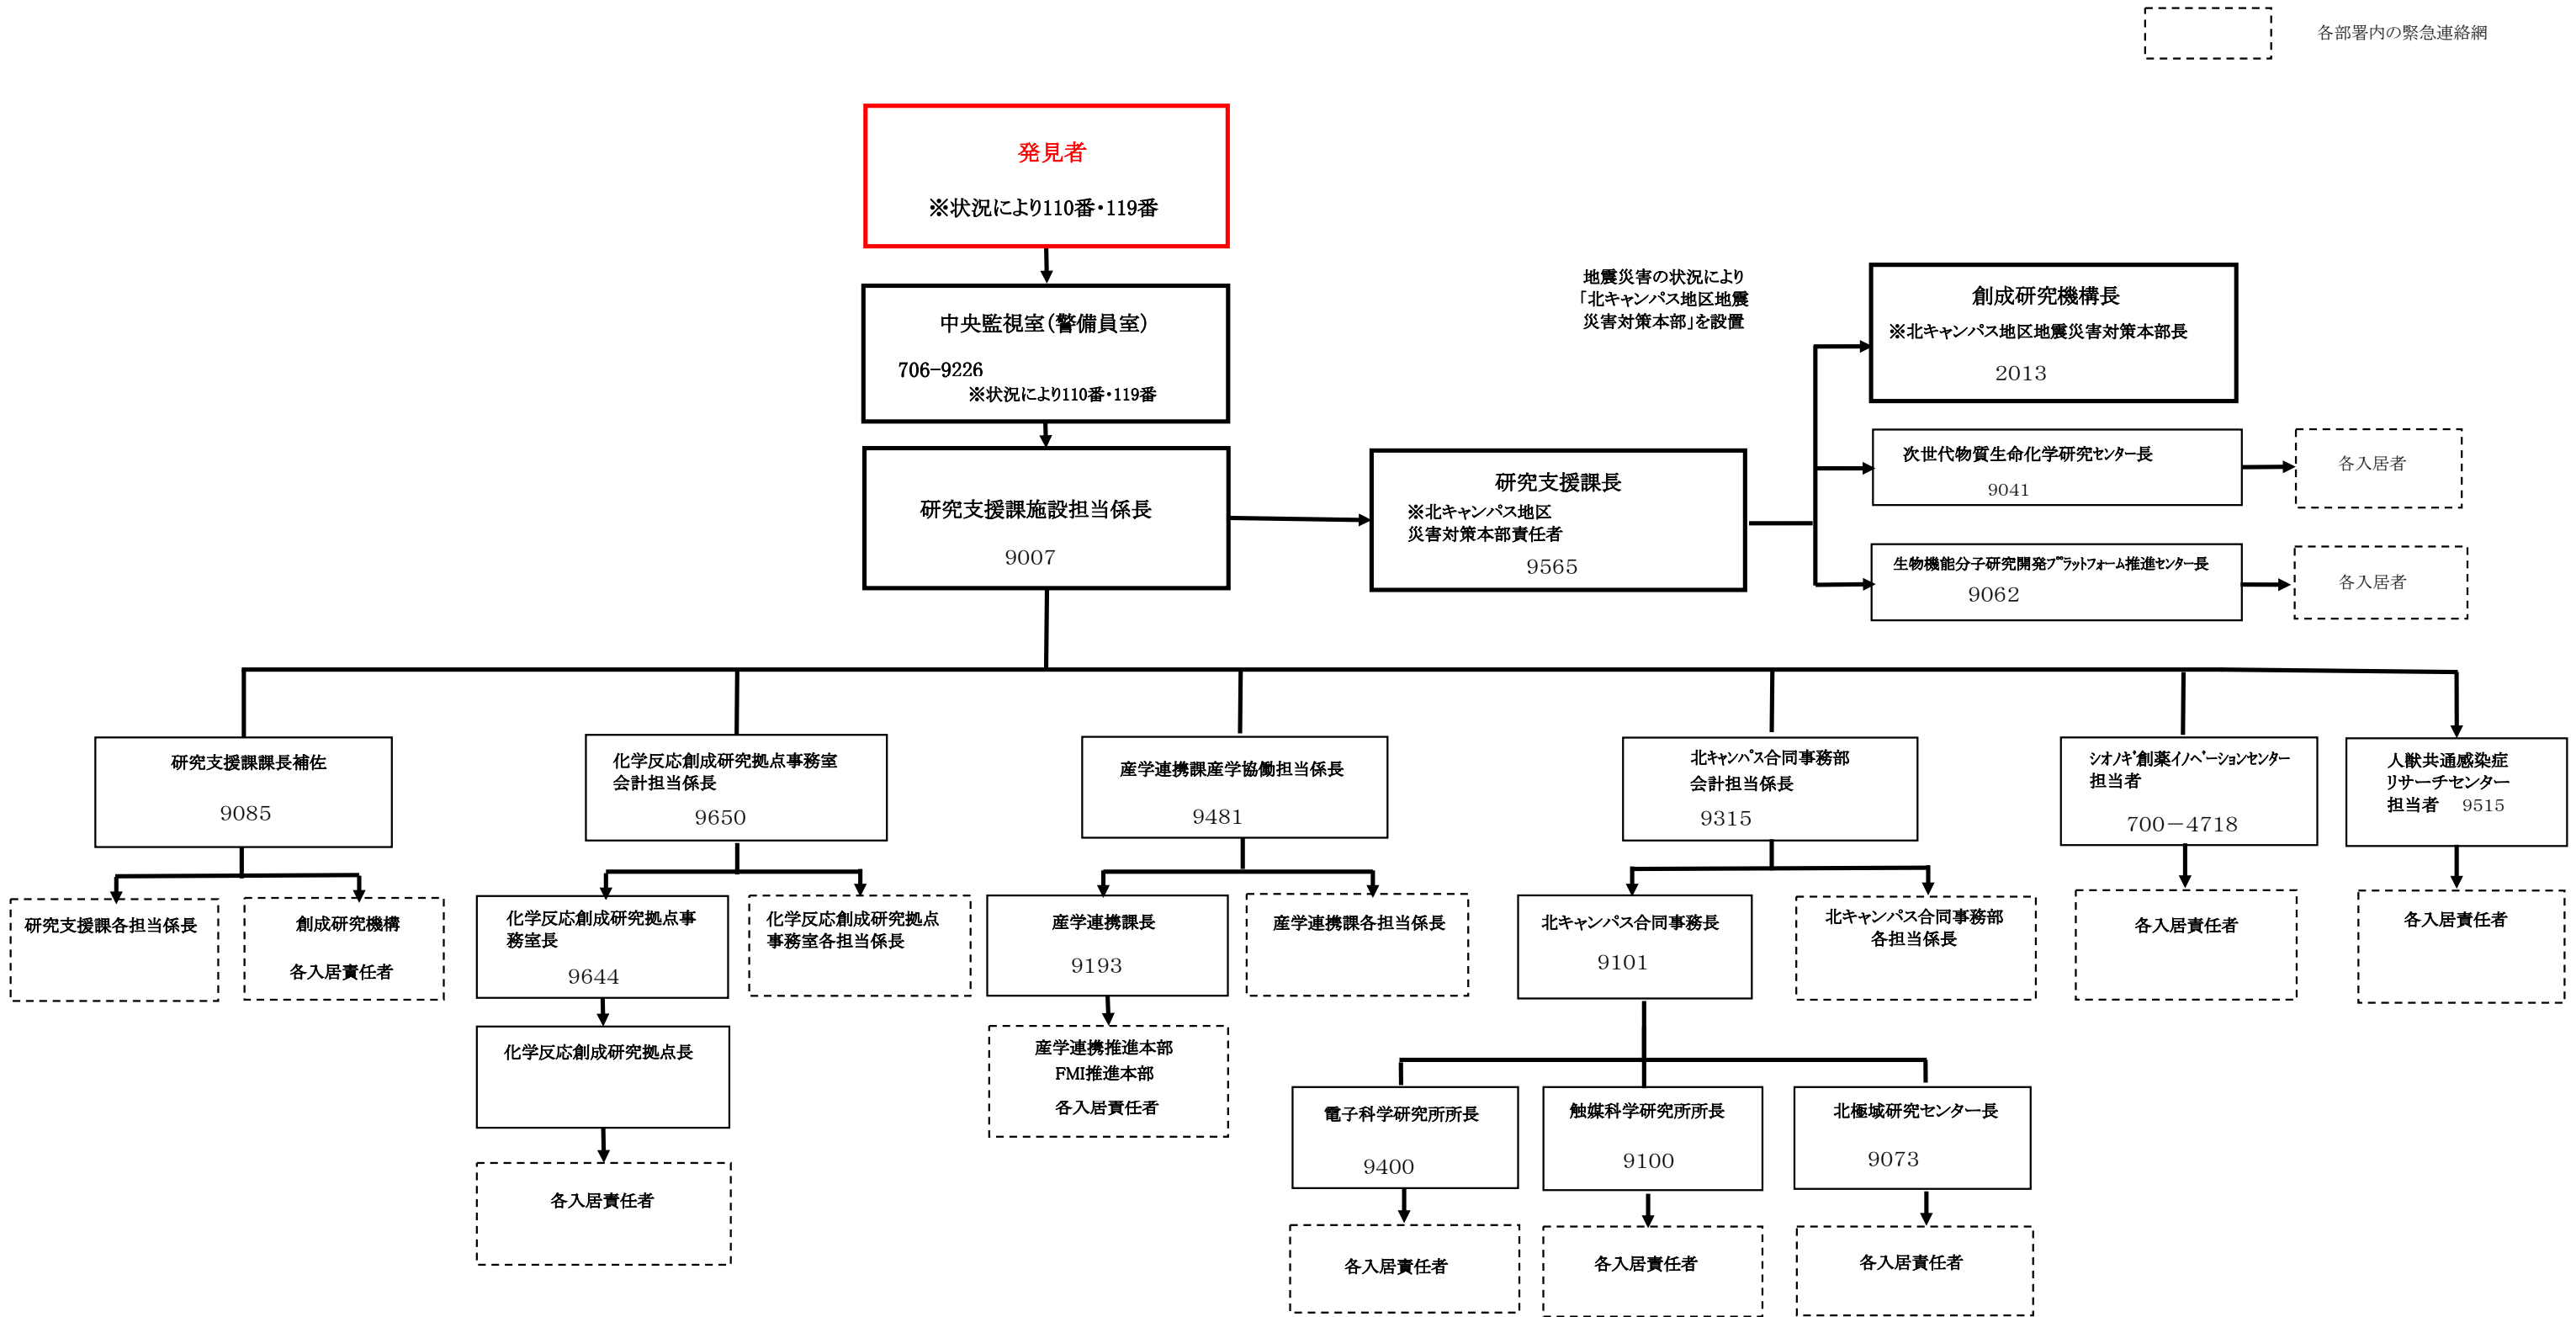 各部署内の緊急連絡網
発見者
※状況により110番・119番
中央監視室（警備員室）
706-9226
※状況により110番・119番
地震災害の状況により
「北キャンパス地区地震
災害対策本部」を設置
創成研究機構長
※北キャンパス地区地震災害対策本部長
2013
次世代物質生命化学研究ｾﾝﾀｰ長
9041
各入居者
研究支援課施設担当係長
9007
研究支援課長
※北キャンパス地区
災害対策本部責任者
9565
生物機能分子研究開発ﾌﾟﾗｯﾄﾌｫｰﾑ推進ｾﾝﾀｰ長
9062
各入居者
研究支援課課長補佐
9085
化学反応創成研究拠点事務室
会計担当係長
9650
産学連携課産学協働担当係長
9481
北ｷｬﾝﾊﾟｽ合同事務部
会計担当係長
9315
ｼｵﾉｷﾞ創薬ｲﾉﾍﾞｰｼｮﾝｾﾝﾀｰ
担当者
700－4718
人獣共通感染症
リサーチセンター
担当者 9515
研究支援課各担当係長
創成研究機構
各入居責任者
化学反応創成研究拠点事
務室長
9644
化学反応創成研究拠点
事務室各担当係長
産学連携課長
9193
産学連携課各担当係長
北キャンパス合同事務長
9101
北キャンパス合同事務部
各担当係長
各入居責任者
各入居責任者
化学反応創成研究拠点長
産学連携推進本部
FMI推進本部
各入居責任者
電子科学研究所所長
9400
触媒科学研究所所長
9100
北極域研究センター長
9073
各入居責任者
各入居責任者
各入居責任者
各入居責任者